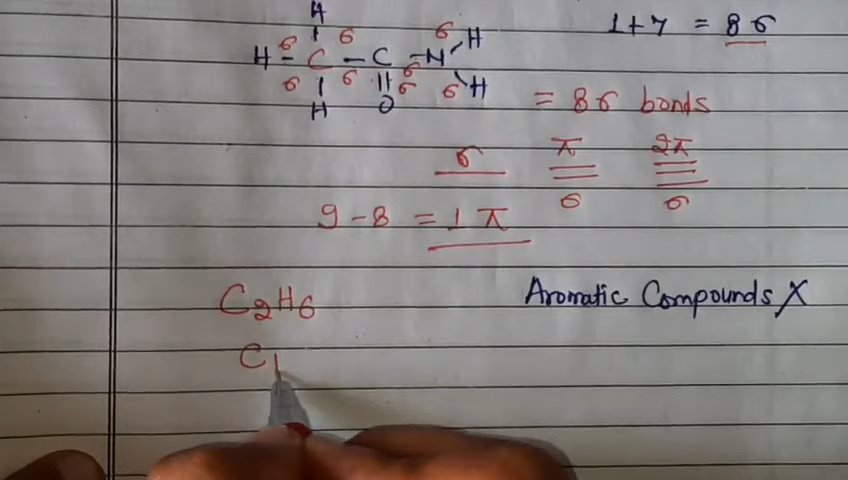 H
1+7 = 8σ
H - C - C - N - H
H O H
σ σ σ σ σ σ σ σ
= 8σ bonds
σ π 2π
σ σ
9 - 8 = 1 π
C2H6 Aromatic Compounds X
C